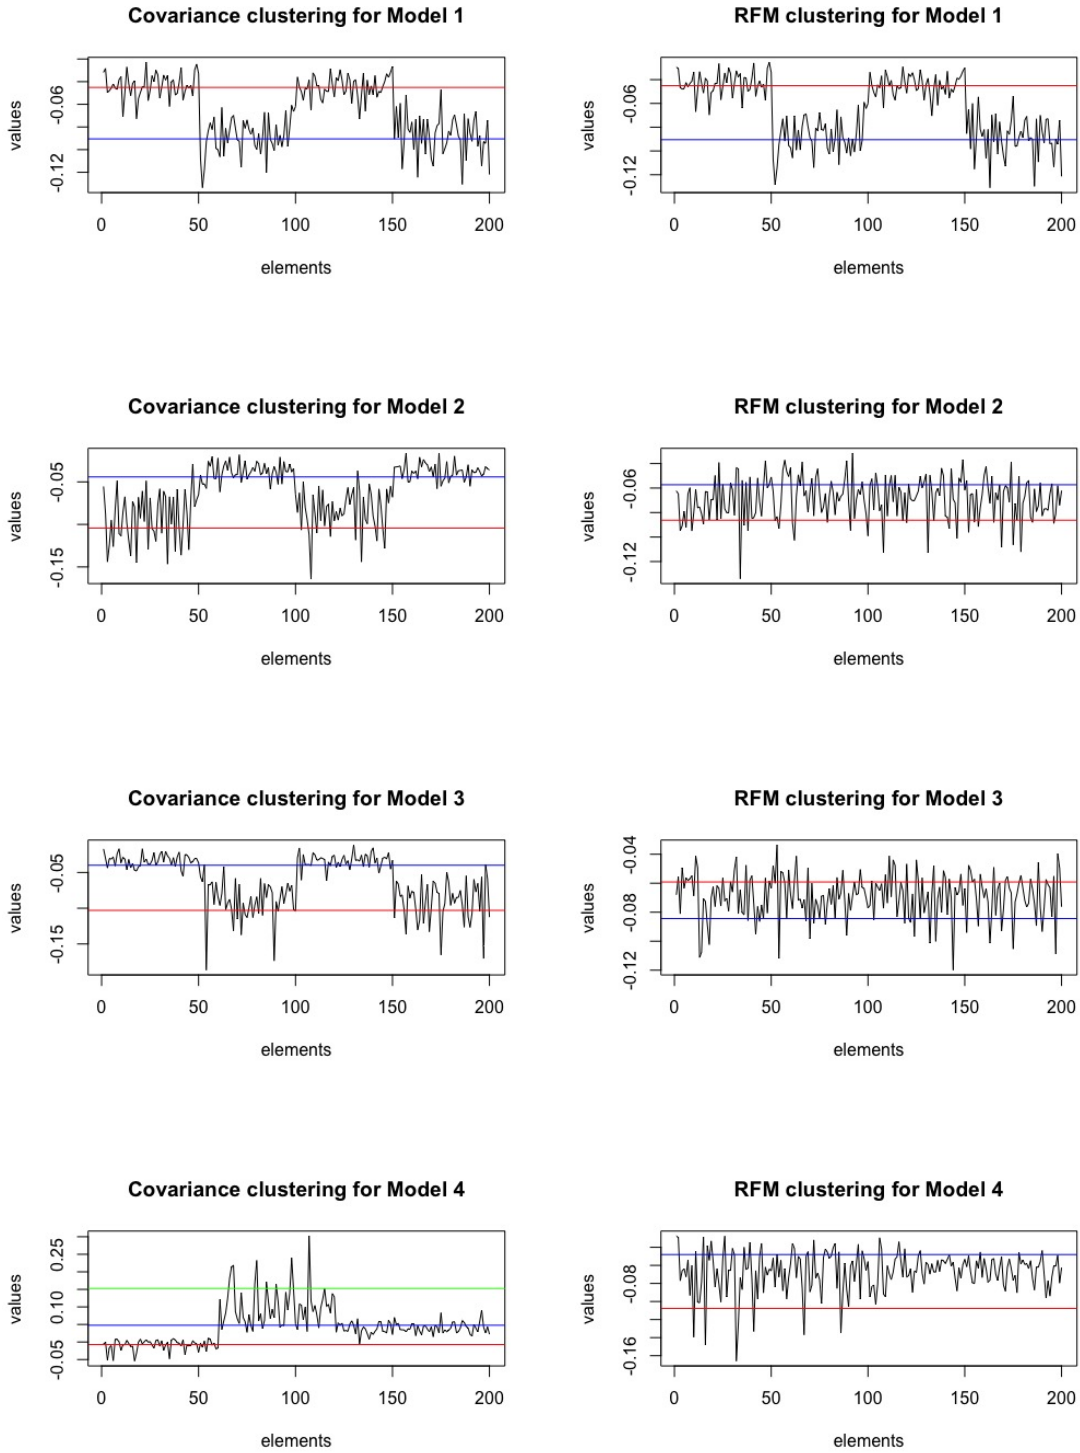 Covariance clustering for Model 1
values
-0.06
-0.12
0 50 100 150 200
elements
RFM clustering for Model 1
values
-0.06
-0.12
0 50 100 150 200
elements
Covariance clustering for Model 2
values
-0.05
-0.15
0 50 100 150 200
elements
RFM clustering for Model 2
values
-0.06
-0.12
0 50 100 150 200
elements
Covariance clustering for Model 3
values
-0.05
-0.15
0 50 100 150 200
elements
RFM clustering for Model 3
values
-0.04
-0.08
-0.12
0 50 100 150 200
elements
Covariance clustering for Model 4
values
0.25
0.10
-0.05
0 50 100 150 200
elements
RFM clustering for Model 4
values
-0.08
-0.16
0 50 100 150 200
elements